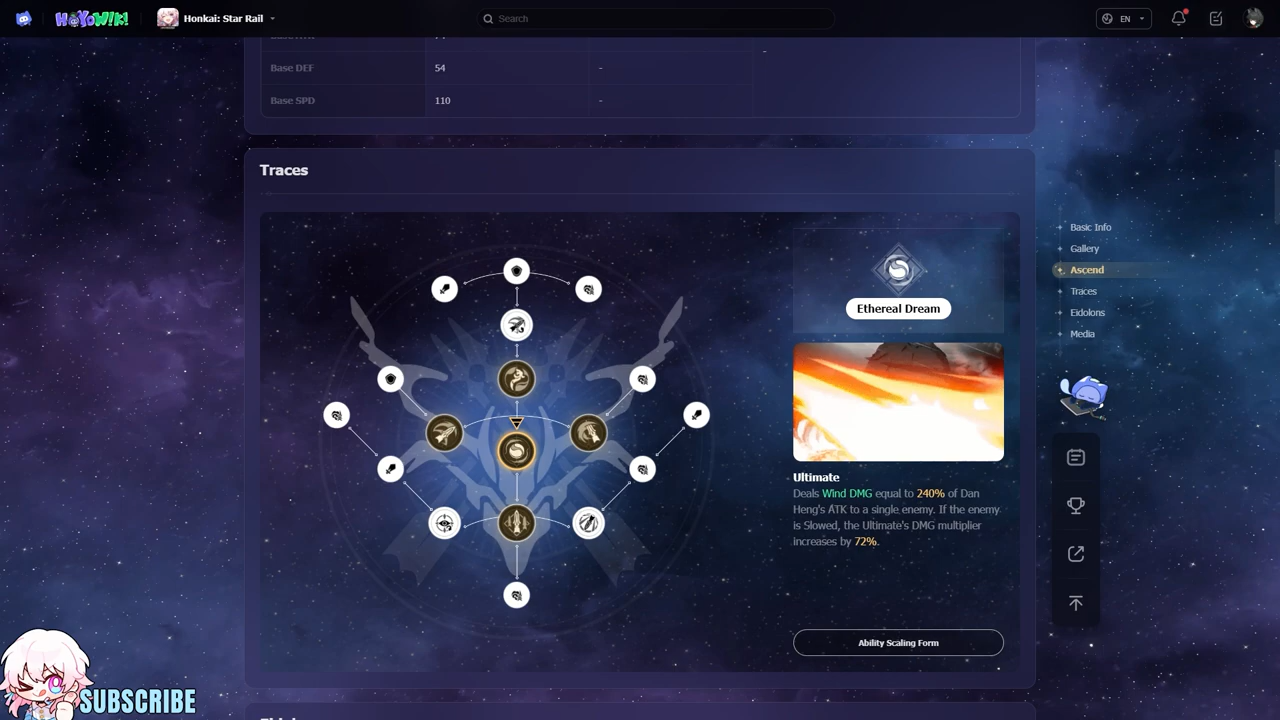 HoYoWiKi
Honkai: Star Rail
Search
EN
Base DEF
54
-
-
Base SPD
110
-
Traces
Basic Info
Gallery
Ascend
Traces
Eidolons
Media
Ethereal Dream
Ultimate
Deals Wind DMG equal to 240% of Dan
Heng's ATK to a single enemy. If the enemy
is Slowed, the Ultimate's DMG multiplier
increases by 72%.
Ability Scaling Form
SUBSCRIBE